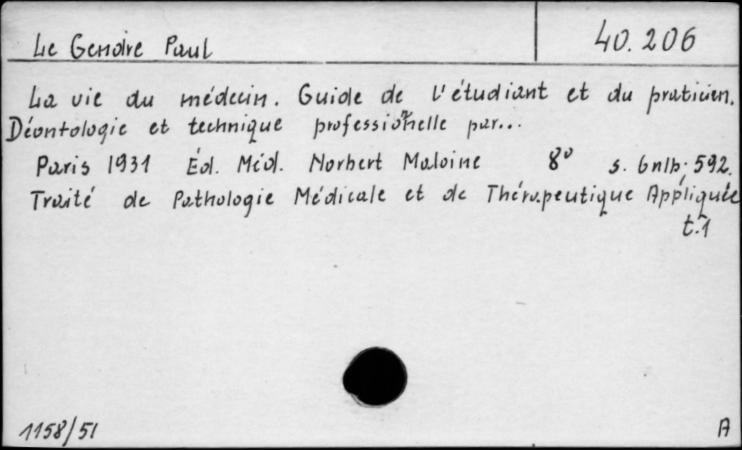 Le Gendre Paul
40.206
La vie du médecin. Guide de l'étudiant et du praticien.
Déontologie et technique professionnelle par...
Paris 1931 Éd. Méd. Norbert Maloine 8º s. 6nlb; 592.
Traité de Pathologie Médicale et de Thérapeutique Appliquée
t.1
1158/51
A